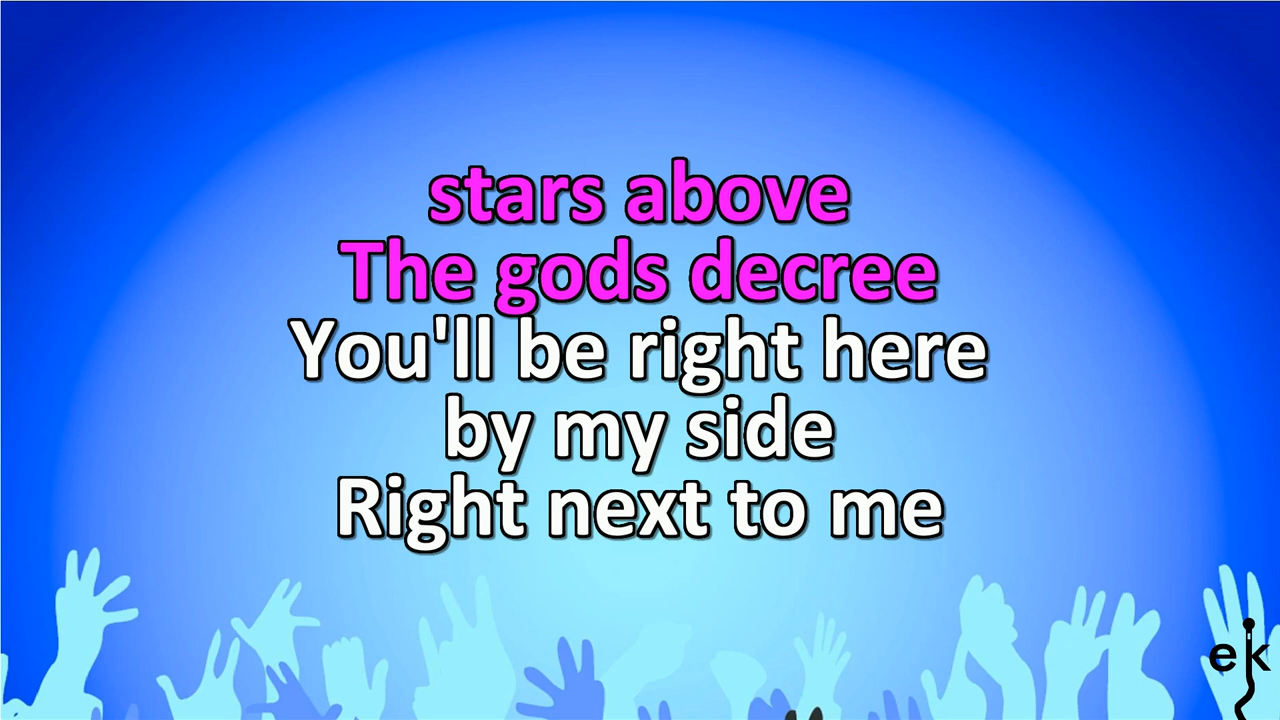 stars above
The gods decree
You'll be right here
by my side
Right next to me
ek